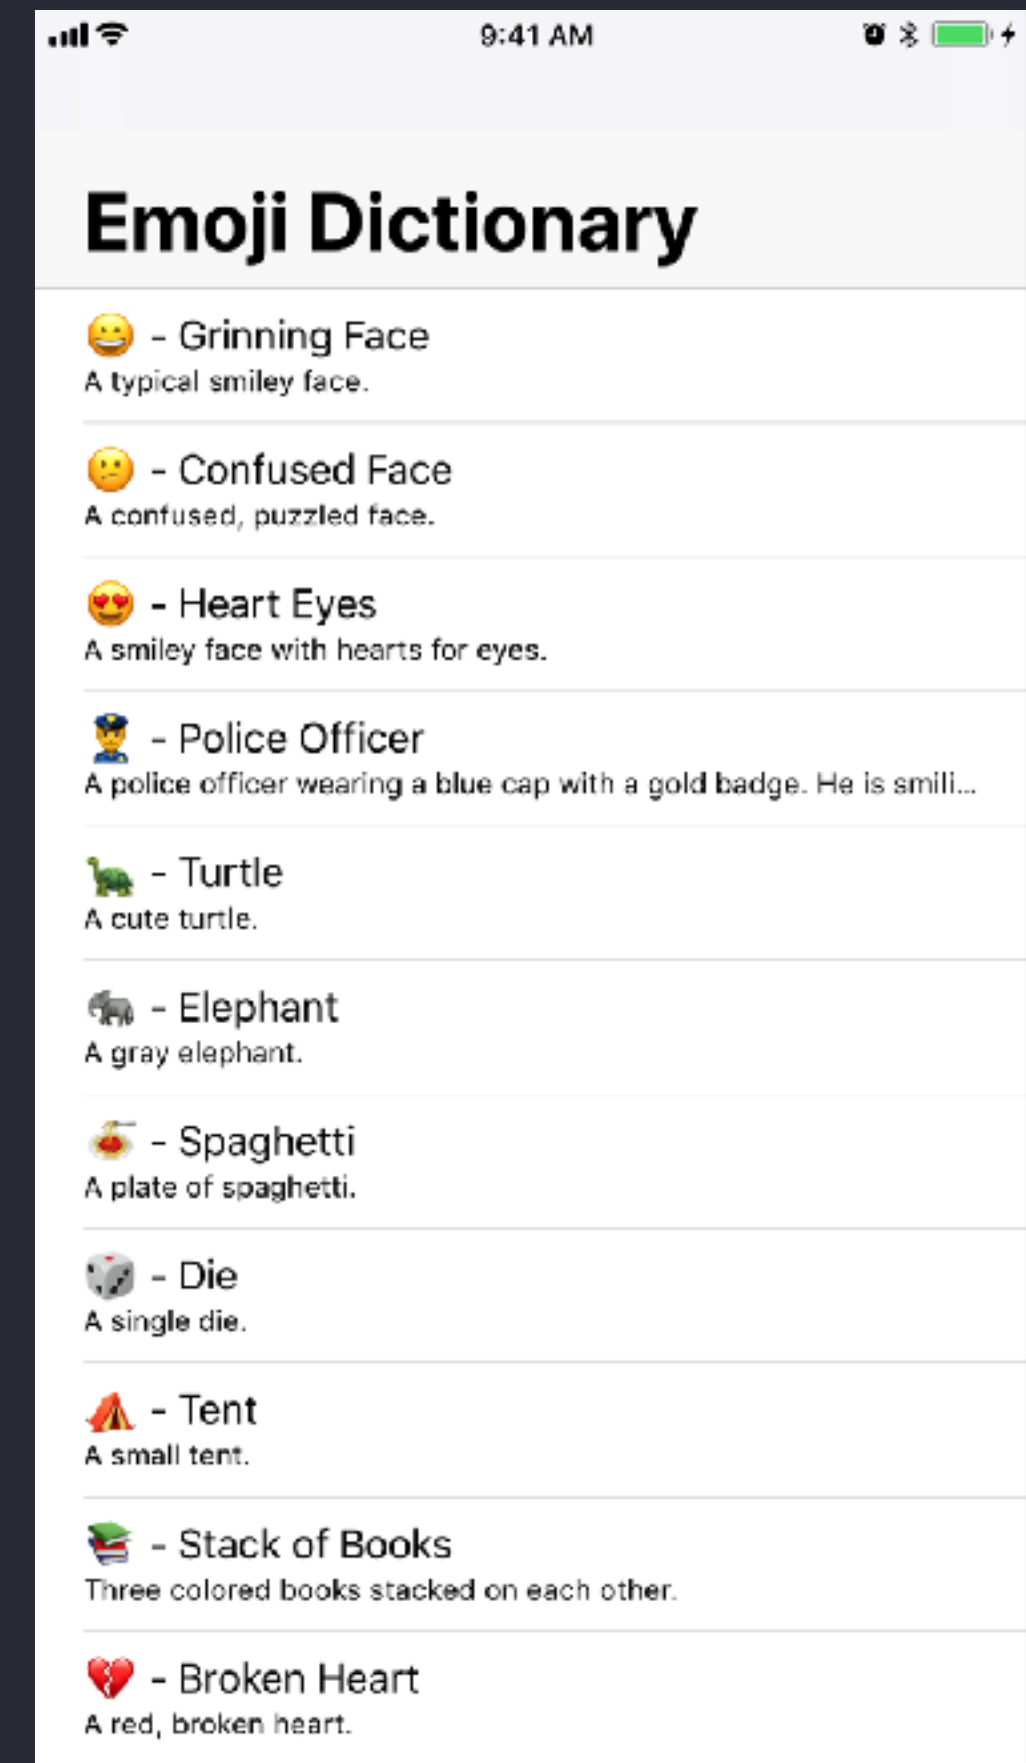 9:41 AM
Emoji Dictionary
😀 - Grinning Face
A typical smiley face.
😕 - Confused Face
A confused, puzzled face.
😍 - Heart Eyes
A smiley face with hearts for eyes.
👮 - Police Officer
A police officer wearing a blue cap with a gold badge. He is smili...
🐢 - Turtle
A cute turtle.
🐘 - Elephant
A gray elephant.
🍝 - Spaghetti
A plate of spaghetti.
🎲 - Die
A single die.
⛺️ - Tent
A small tent.
📚 - Stack of Books
Three colored books stacked on each other.
💔 - Broken Heart
A red, broken heart.